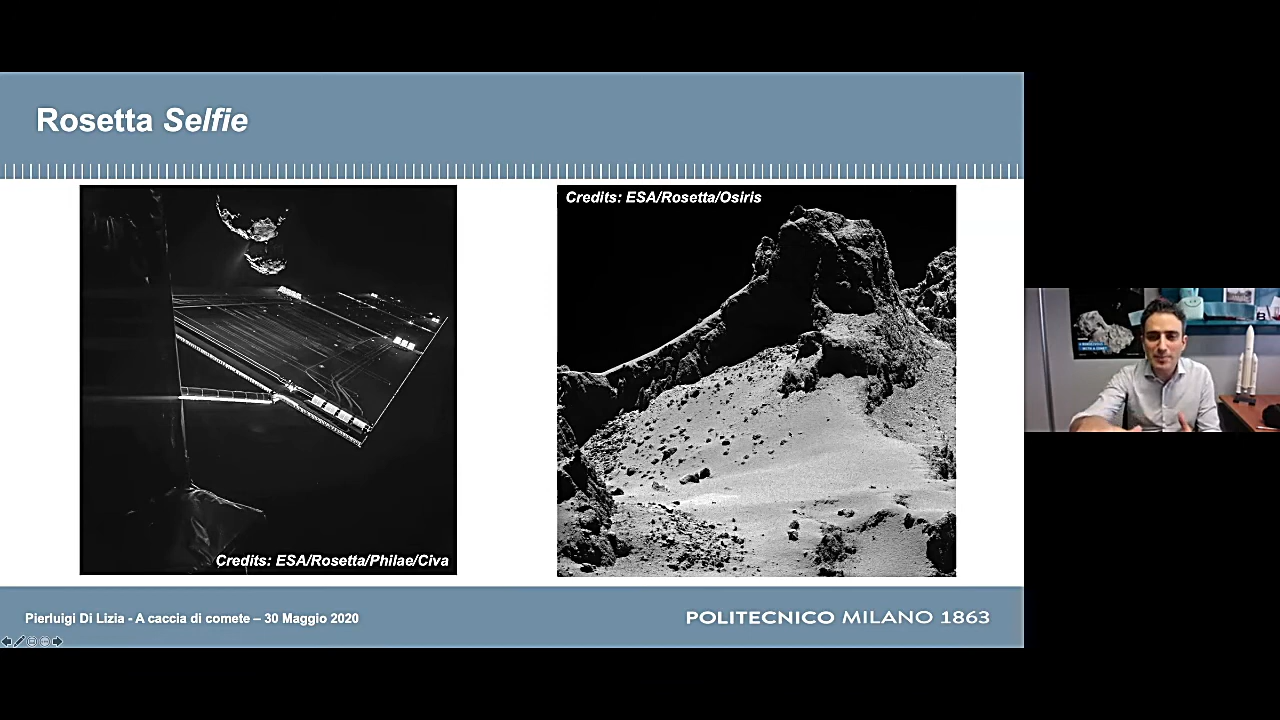 Rosetta Selfie
Credits: ESA/Rosetta/Osiris
Credits: ESA/Rosetta/Philae/Civa
Pierluigi Di Lizia - A caccia di comete – 30 Maggio 2020
POLITECNICO MILANO 1863